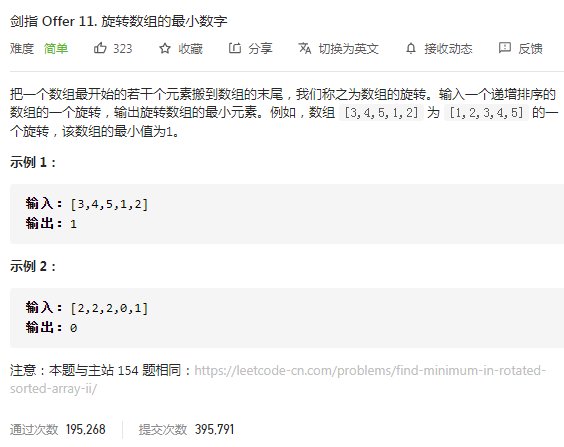 剑指 Offer 11. 旋转数组的最小数字
难度 简单 323 收藏 分享 切换为英文 接收动态 反馈
把一个数组最开始的若干个元素搬到数组的末尾，我们称之为数组的旋转。输入一个递增排序的
数组的一个旋转，输出旋转数组的最小元素。例如，数组 [3,4,5,1,2] 为 [1,2,3,4,5] 的一
个旋转，该数组的最小值为1。
示例 1：
输入：[3,4,5,1,2]
输出：1
示例 2：
输入：[2,2,2,0,1]
输出：0
注意：本题与主站 154 题相同：https://leetcode-cn.com/problems/find-minimum-in-rotated-
sorted-array-ii/
通过次数 195,268 提交次数 395,791